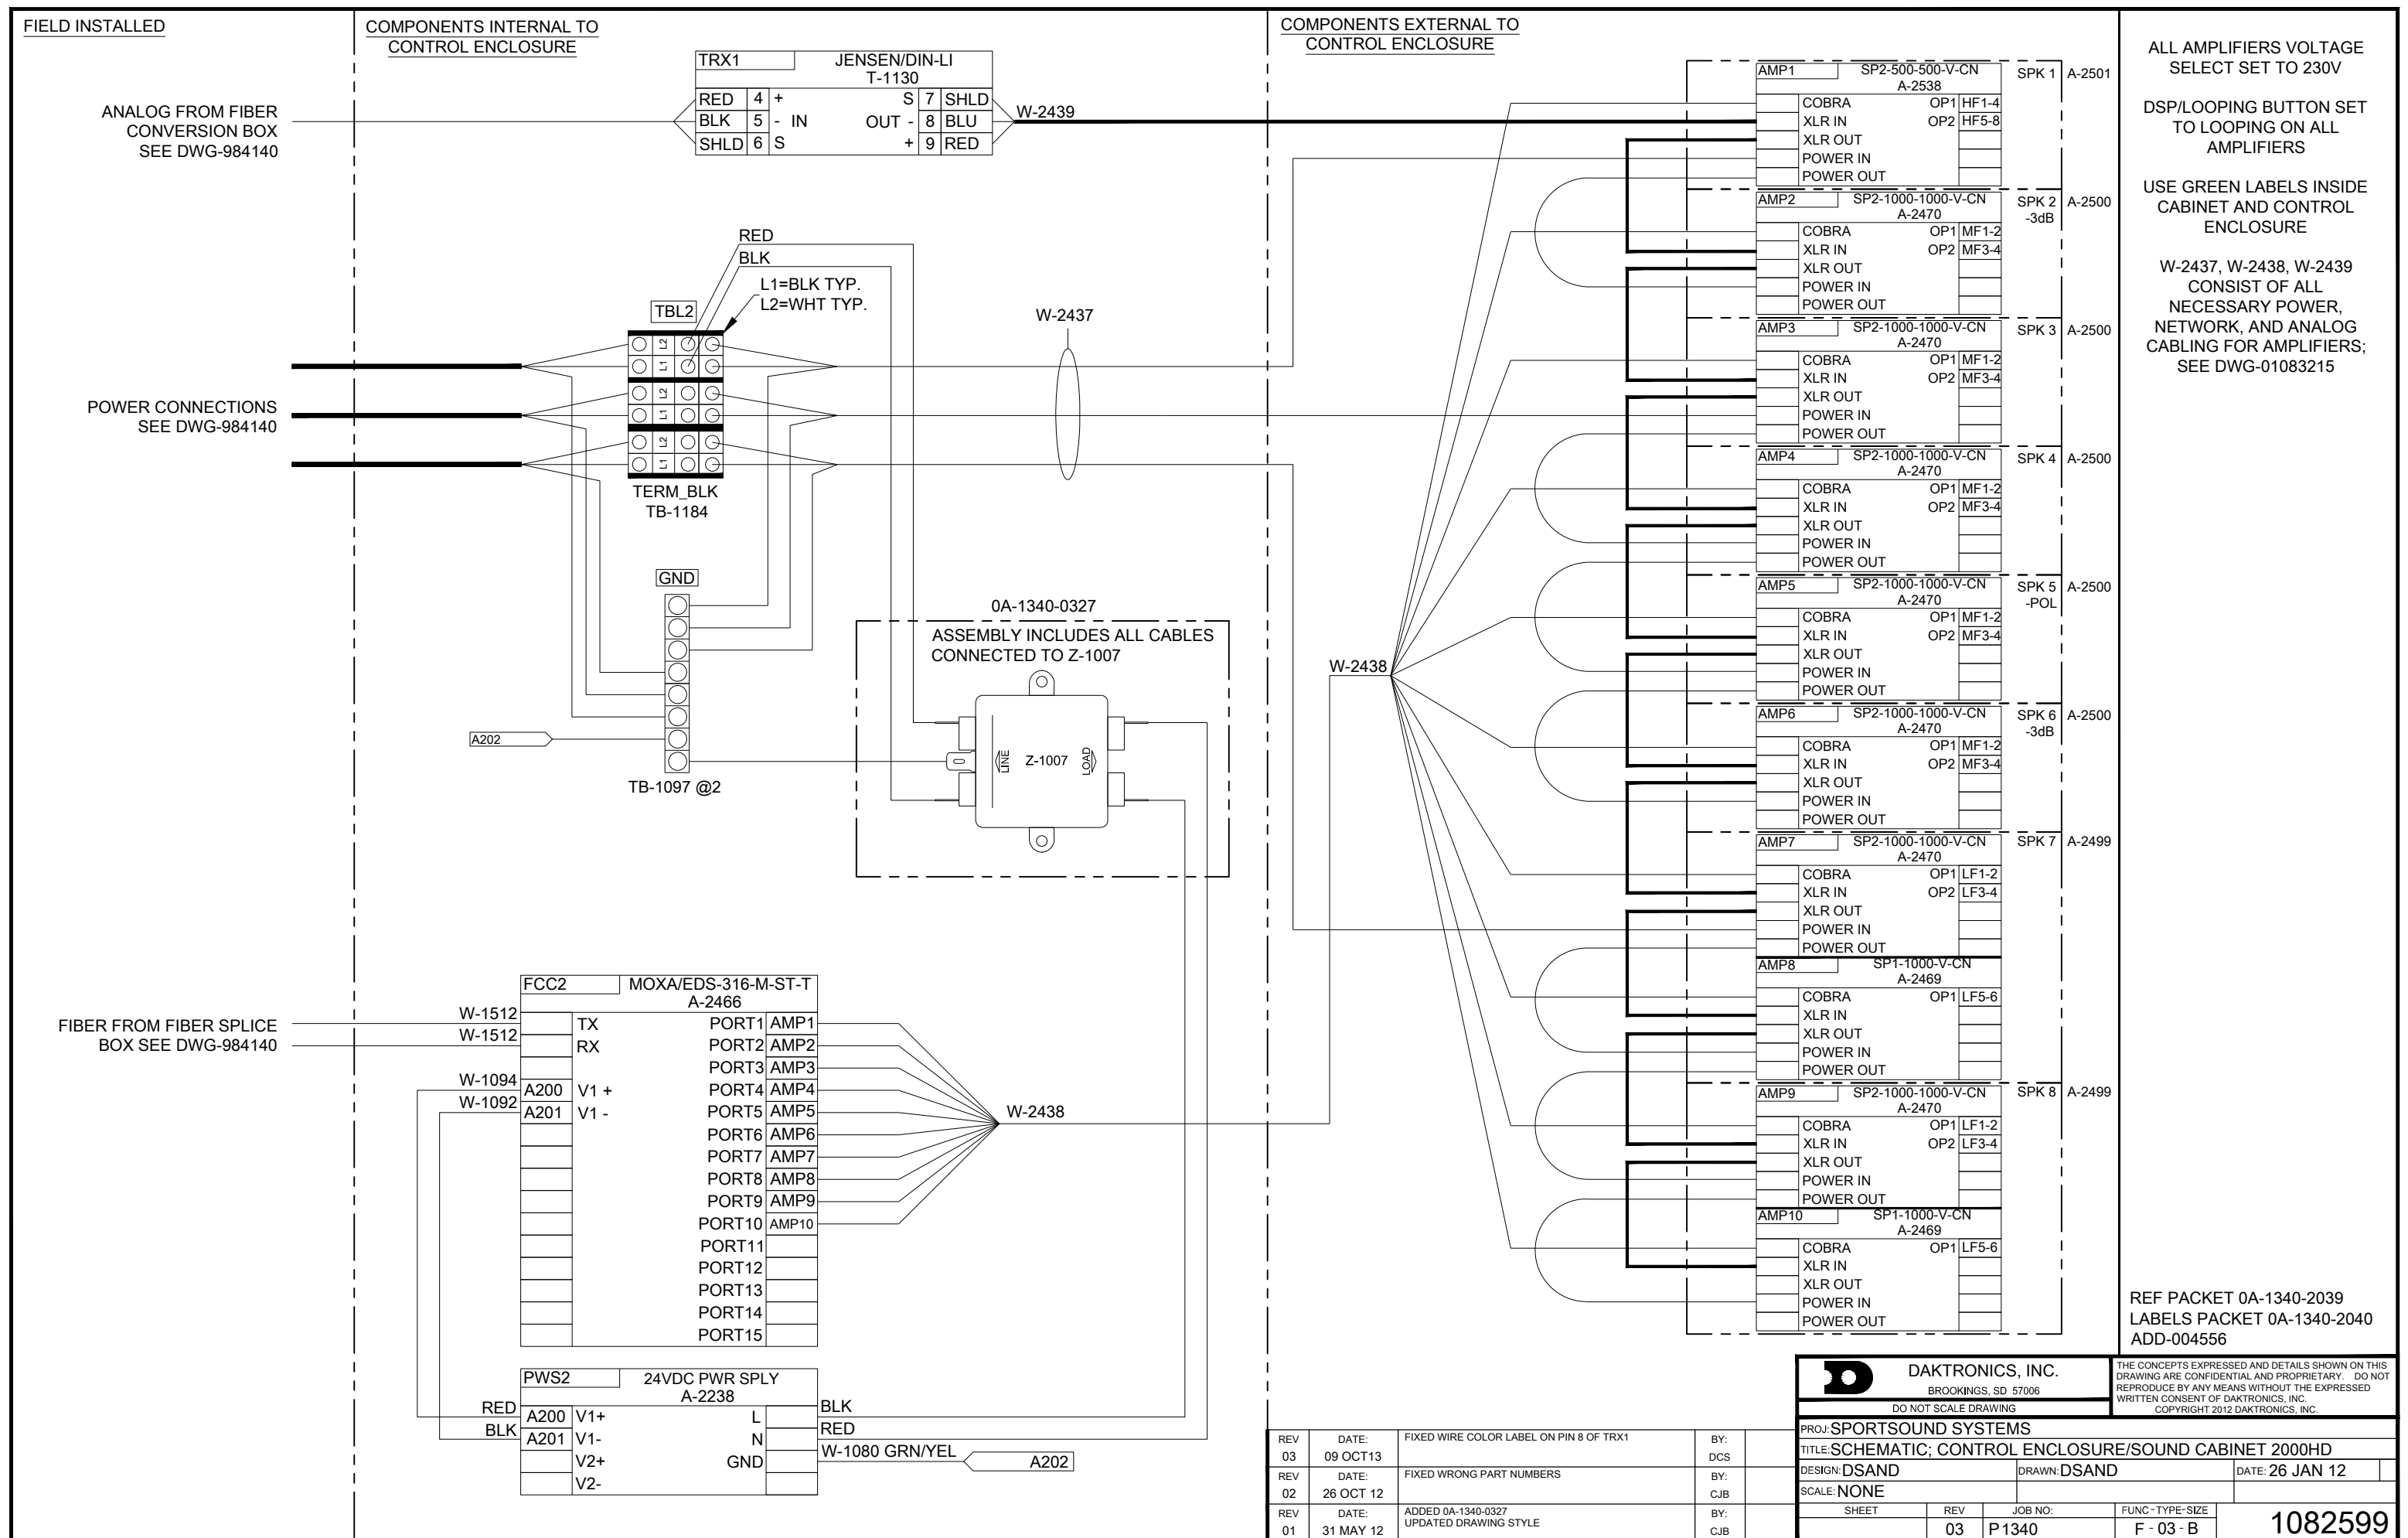 FIELD INSTALLED
COMPONENTS INTERNAL TO
CONTROL ENCLOSURE
COMPONENTS EXTERNAL TO
CONTROL ENCLOSURE
ANALOG FROM FIBER
CONVERSION BOX
SEE DWG-984140
TRX1 JENSEN/DIN-LI
T-1130
RED 4 + S 7 SHLD
BLK 5 - IN OUT - 8 BLU
SHLD 6 S + 9 RED
W-2439
RED
BLK
L1=BLK TYP.
L2=WHT TYP.
TBL2
L2
L1
L2
L1
L2
L1
TERM_BLK
TB-1184
W-2437
POWER CONNECTIONS
SEE DWG-984140
GND
A202
TB-1097 @2
0A-1340-0327
ASSEMBLY INCLUDES ALL CABLES
CONNECTED TO Z-1007
LINE Z-1007 LOAD
W-2438
FIBER FROM FIBER SPLICE
BOX SEE DWG-984140
FCC2 MOXA/EDS-316-M-ST-T
A-2466
W-1512 TX PORT1 AMP1
W-1512 RX PORT2 AMP2
PORT3 AMP3
W-1094 A200 V1 + PORT4 AMP4
W-1092 A201 V1 - PORT5 AMP5
PORT6 AMP6
PORT7 AMP7
PORT8 AMP8
PORT9 AMP9
PORT10 AMP10
PORT11
PORT12
PORT13
PORT14
PORT15
W-2438
PWS2 24VDC PWR SPLY
A-2238
RED A200 V1+ L BLK
BLK A201 V1- N RED
V2+ GND W-1080 GRN/YEL A202
V2-
AMP1 SP2-500-500-V-CN SPK 1 A-2501
A-2538
COBRA OP1 HF1-4
XLR IN OP2 HF5-8
XLR OUT
POWER IN
POWER OUT
AMP2 SP2-1000-1000-V-CN SPK 2 A-2500
A-2470 -3dB
COBRA OP1 MF1-2
XLR IN OP2 MF3-4
XLR OUT
POWER IN
POWER OUT
AMP3 SP2-1000-1000-V-CN SPK 3 A-2500
A-2470
COBRA OP1 MF1-2
XLR IN OP2 MF3-4
XLR OUT
POWER IN
POWER OUT
AMP4 SP2-1000-1000-V-CN SPK 4 A-2500
A-2470
COBRA OP1 MF1-2
XLR IN OP2 MF3-4
XLR OUT
POWER IN
POWER OUT
AMP5 SP2-1000-1000-V-CN SPK 5 A-2500
A-2470 -POL
COBRA OP1 MF1-2
XLR IN OP2 MF3-4
XLR OUT
POWER IN
POWER OUT
AMP6 SP2-1000-1000-V-CN SPK 6 A-2500
A-2470 -3dB
COBRA OP1 MF1-2
XLR IN OP2 MF3-4
XLR OUT
POWER IN
POWER OUT
AMP7 SP2-1000-1000-V-CN SPK 7 A-2499
A-2470
COBRA OP1 LF1-2
XLR IN OP2 LF3-4
XLR OUT
POWER IN
POWER OUT
AMP8 SP1-1000-V-CN
A-2469
COBRA OP1 LF5-6
XLR IN
XLR OUT
POWER IN
POWER OUT
AMP9 SP2-1000-1000-V-CN SPK 8 A-2499
A-2470
COBRA OP1 LF1-2
XLR IN OP2 LF3-4
XLR OUT
POWER IN
POWER OUT
AMP10 SP1-1000-V-CN
A-2469
COBRA OP1 LF5-6
XLR IN
XLR OUT
POWER IN
POWER OUT
ALL AMPLIFIERS VOLTAGE
SELECT SET TO 230V
DSP/LOOPING BUTTON SET
TO LOOPING ON ALL
AMPLIFIERS
USE GREEN LABELS INSIDE
CABINET AND CONTROL
ENCLOSURE
W-2437, W-2438, W-2439
CONSIST OF ALL
NECESSARY POWER,
NETWORK, AND ANALOG
CABLING FOR AMPLIFIERS;
SEE DWG-01083215
REF PACKET 0A-1340-2039
LABELS PACKET 0A-1340-2040
ADD-004556
REV DATE: FIXED WIRE COLOR LABEL ON PIN 8 OF TRX1 BY:
03 09 OCT13 DCS
REV DATE: FIXED WRONG PART NUMBERS BY:
02 26 OCT 12 CJB
REV DATE: ADDED 0A-1340-0327 BY:
01 31 MAY 12 UPDATED DRAWING STYLE CJB
DAKTRONICS, INC.
BROOKINGS, SD 57006
DO NOT SCALE DRAWING
THE CONCEPTS EXPRESSED AND DETAILS SHOWN ON THIS
DRAWING ARE CONFIDENTIAL AND PROPRIETARY. DO NOT
REPRODUCE BY ANY MEANS WITHOUT THE EXPRESSED
WRITTEN CONSENT OF DAKTRONICS, INC.
COPYRIGHT 2012 DAKTRONICS, INC.
PROJ: SPORTSOUND SYSTEMS
TITLE: SCHEMATIC; CONTROL ENCLOSURE/SOUND CABINET 2000HD
DESIGN: DSAND DRAWN: DSAND DATE: 26 JAN 12
SCALE: NONE
SHEET REV JOB NO: FUNC-TYPE-SIZE
03 P1340 F - 03 - B 1082599